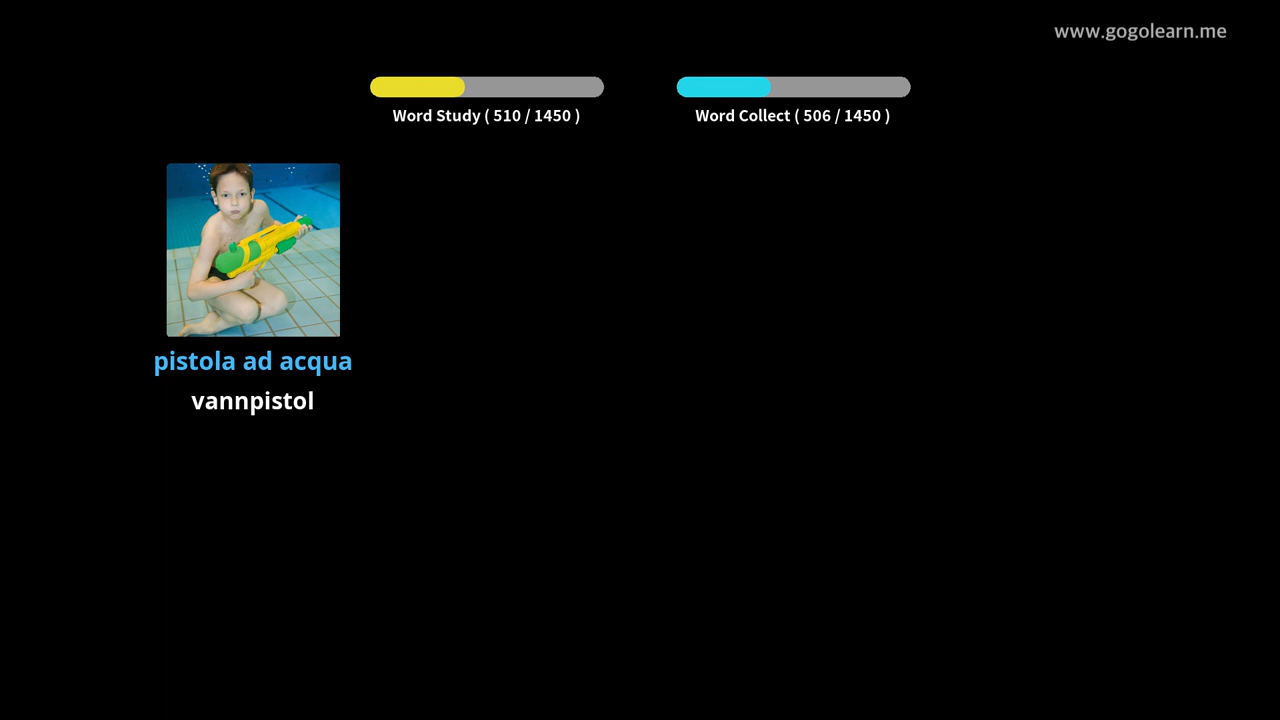 www.gogolearn.me
Word Study ( 510 / 1450 )
Word Collect ( 506 / 1450 )
pistola ad acqua
vannpistol